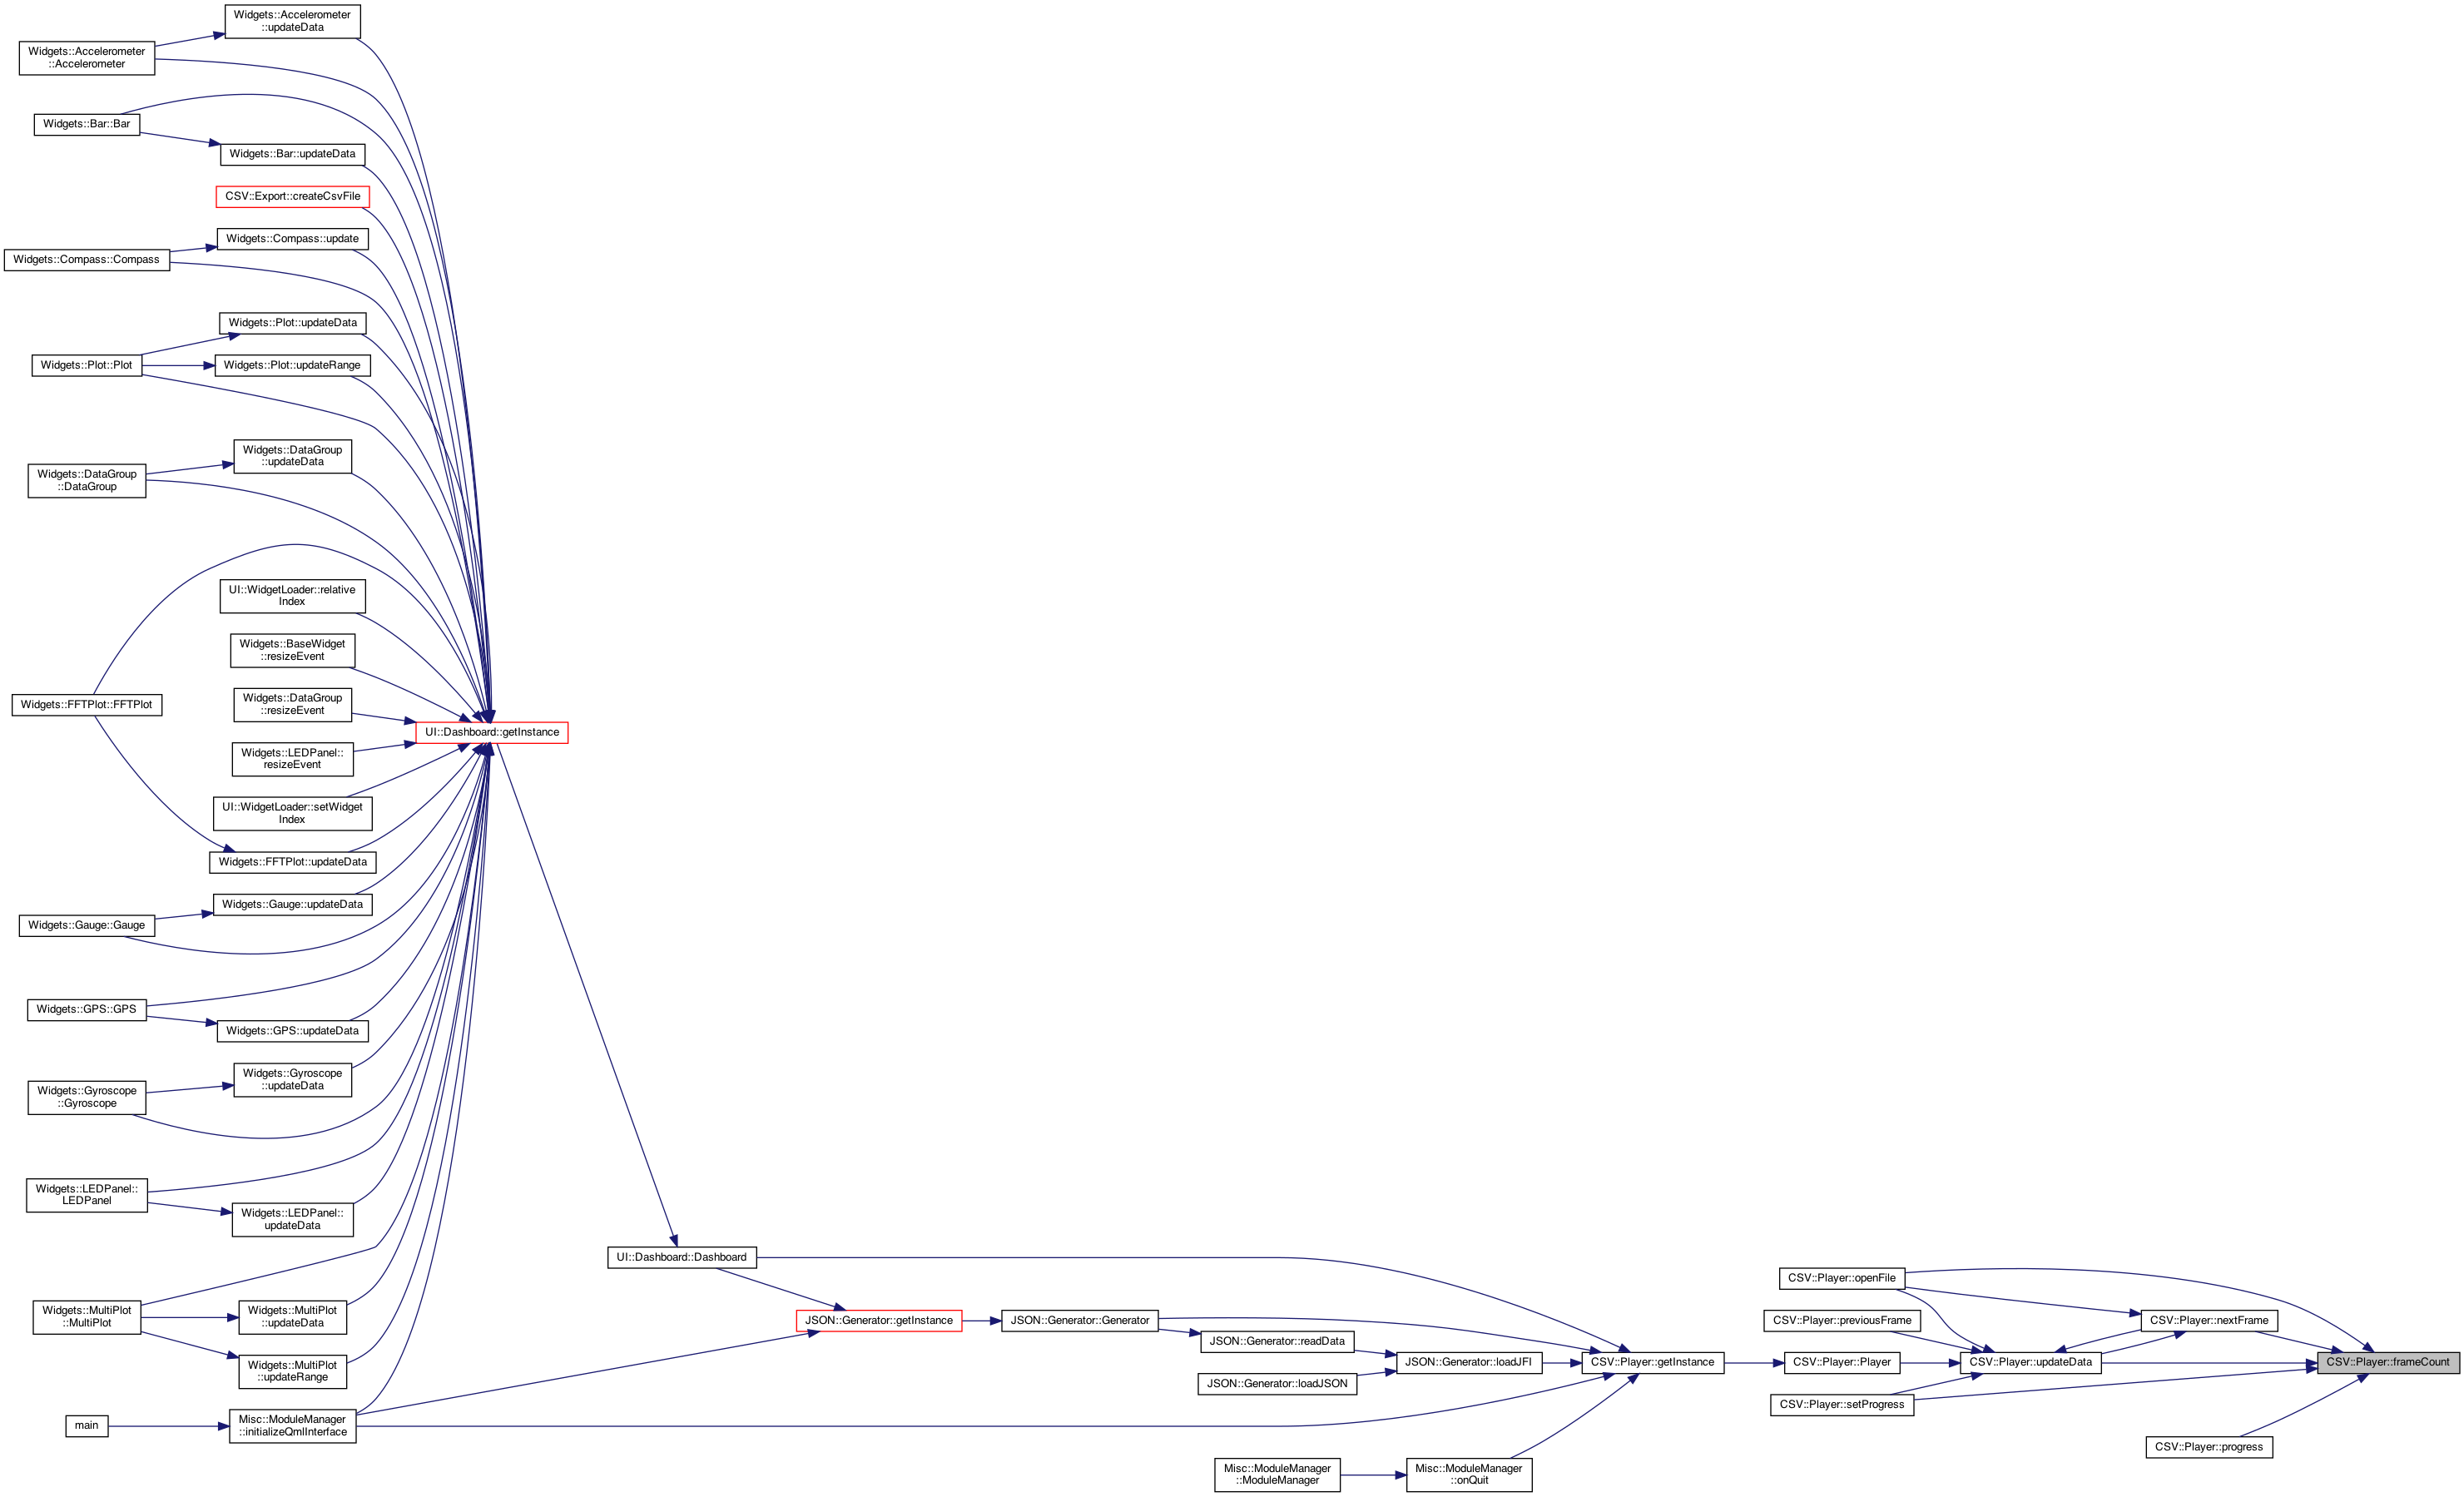 Widgets::Accelerometer
::updateData
Widgets::Accelerometer
::Accelerometer
Widgets::Bar::Bar
Widgets::Bar::updateData
CSV::Export::createCsvFile
Widgets::Compass::update
Widgets::Compass::Compass
Widgets::Plot::updateData
Widgets::Plot::Plot
Widgets::Plot::updateRange
Widgets::DataGroup
::updateData
Widgets::DataGroup
::DataGroup
UI::WidgetLoader::relative
Index
Widgets::BaseWidget
::resizeEvent
Widgets::DataGroup
::resizeEvent
Widgets::FFTPlot::FFTPlot
UI::Dashboard::getInstance
Widgets::LEDPanel::
resizeEvent
UI::WidgetLoader::setWidget
Index
Widgets::FFTPlot::updateData
Widgets::Gauge::updateData
Widgets::Gauge::Gauge
Widgets::GPS::GPS
Widgets::GPS::updateData
Widgets::Gyroscope
::updateData
Widgets::Gyroscope
::Gyroscope
Widgets::LEDPanel::
LEDPanel
Widgets::LEDPanel::
updateData
UI::Dashboard::Dashboard
CSV::Player::openFile
Widgets::MultiPlot
::MultiPlot
Widgets::MultiPlot
::updateData
JSON::Generator::getInstance
JSON::Generator::Generator
CSV::Player::previousFrame
CSV::Player::nextFrame
JSON::Generator::readData
Widgets::MultiPlot
::updateRange
JSON::Generator::loadJFI
CSV::Player::getInstance
CSV::Player::Player
CSV::Player::updateData
CSV::Player::frameCount
JSON::Generator::loadJSON
CSV::Player::setProgress
main
Misc::ModuleManager
::initializeQmlInterface
CSV::Player::progress
Misc::ModuleManager
::ModuleManager
Misc::ModuleManager
::onQuit